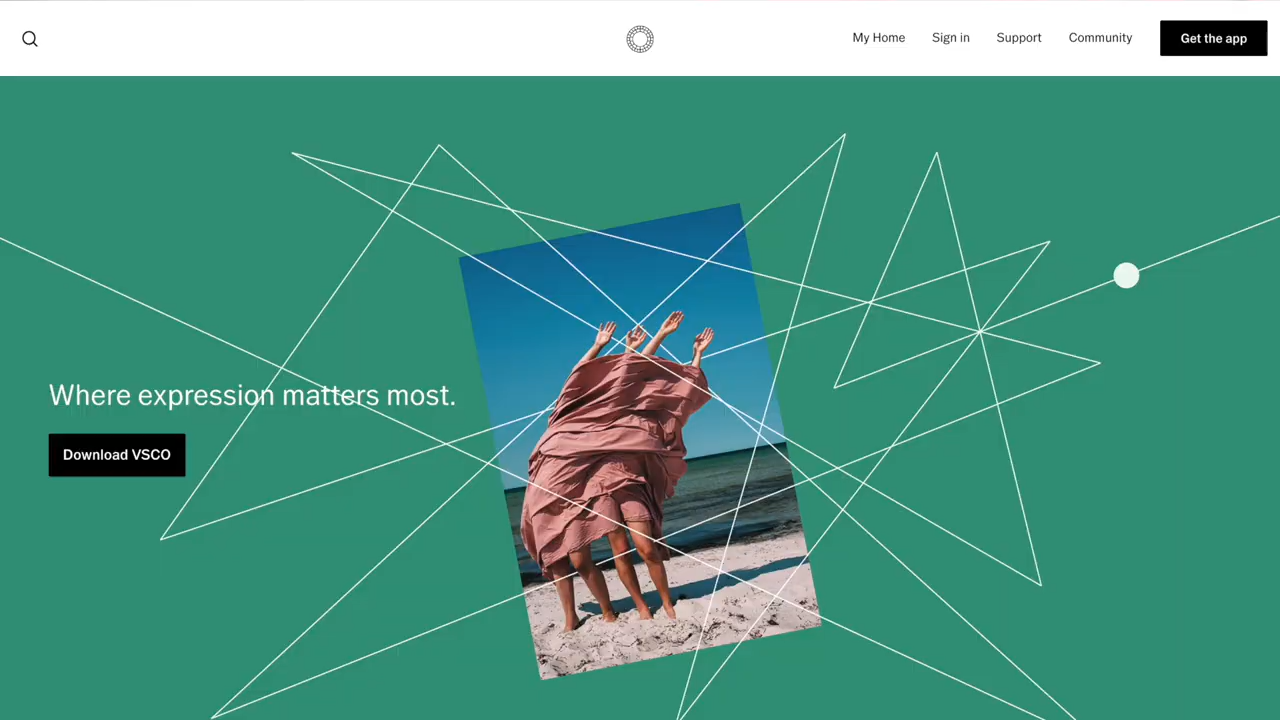 My Home
Sign in
Support
Community
Get the app
Where expression matters most.
Download VSCO